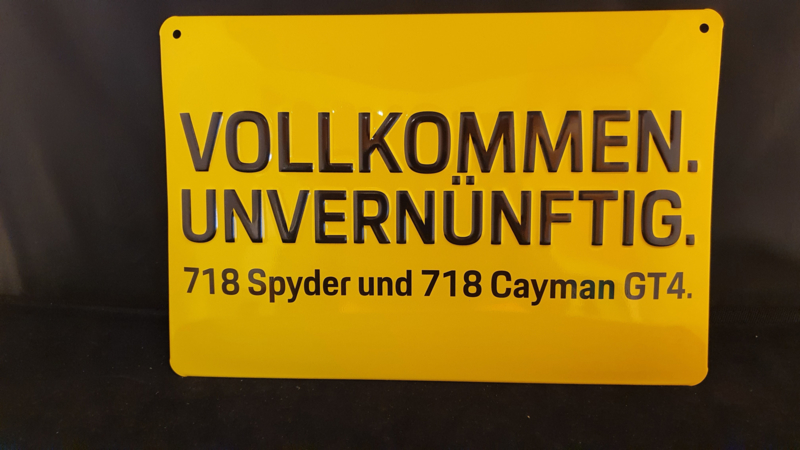 VOLLKOMMEN.
UNVERNÜNFTIG.
718 Spyder und 718 Cayman GT4.